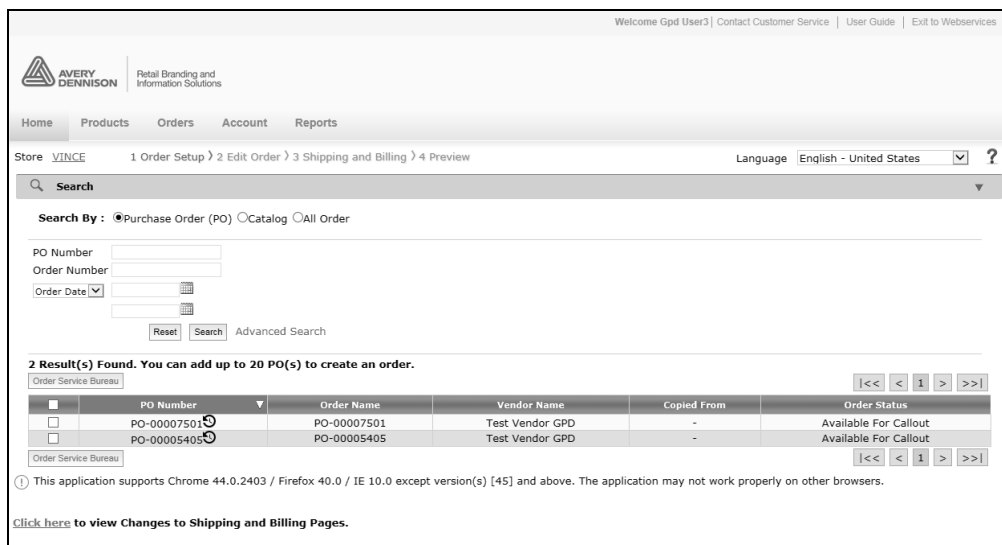 Welcome Gpd User3 | Contact Customer Service | User Guide | Exit to Webservices
AVERY DENNISON
Retail Branding and Information Solutions
Home Products Orders Account Reports
Store VINCE 1 Order Setup 〉 2 Edit Order 〉 3 Shipping and Billing 〉 4 Preview Language English - United States ?
Search
Search By : Purchase Order (PO) Catalog All Order
PO Number
Order Number
Order Date
Reset Search Advanced Search
2 Result(s) Found. You can add up to 20 PO(s) to create an order.
Order Service Bureau |<< < 1 > >>|
PO Number Order Name Vendor Name Copied From Order Status
PO-00007501 PO-00007501 Test Vendor GPD - Available For Callout
PO-00005405 PO-00005405 Test Vendor GPD - Available For Callout
Order Service Bureau |<< < 1 > >>|
! This application supports Chrome 44.0.2403 / Firefox 40.0 / IE 10.0 except version(s) [45] and above. The application may not work properly on other browsers.
Click here to view Changes to Shipping and Billing Pages.